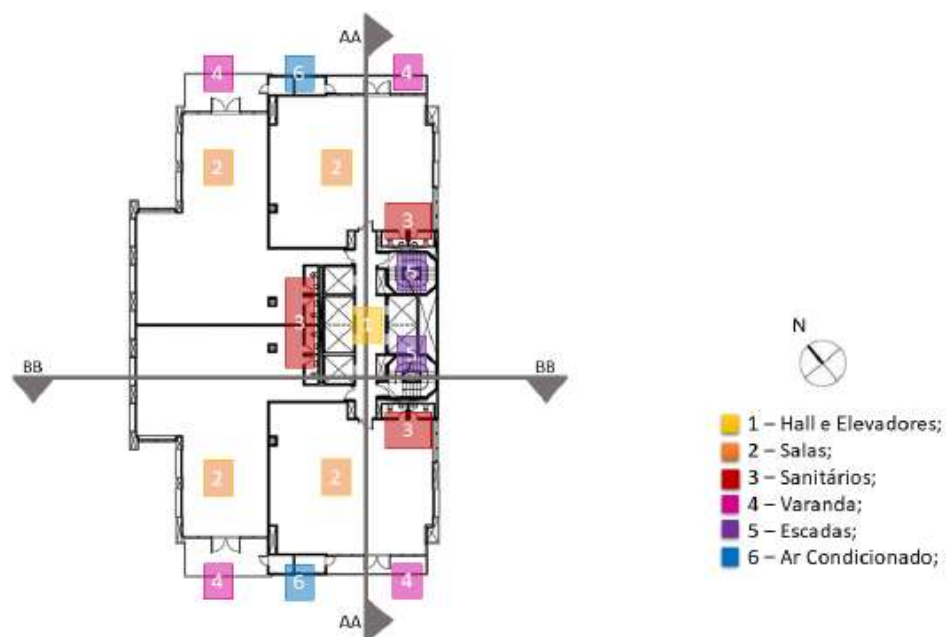 AA
4
6
4
2
2
3
5
3
1
5
BB
BB
3
2
2
4
6
4
AA
N
1 – Hall e Elevadores;
2 – Salas;
3 – Sanitários;
4 – Varanda;
5 – Escadas;
6 – Ar Condicionado;